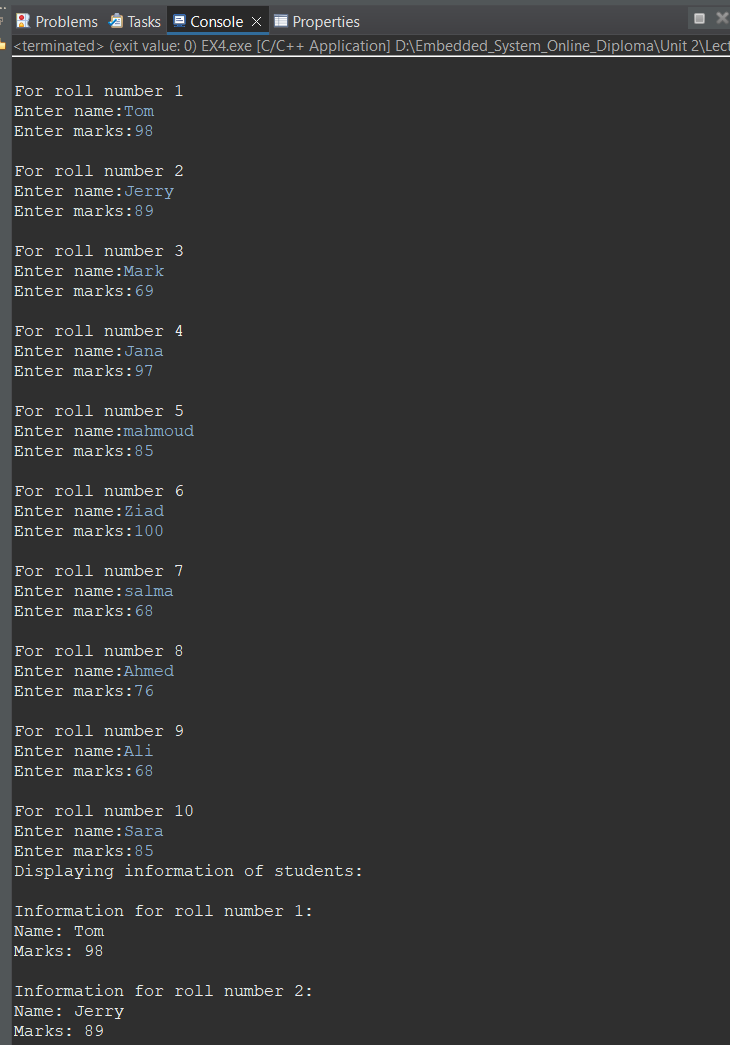 Problems Tasks Console Properties
<terminated> (exit value: 0) EX4.exe [C/C++ Application] D:\Embedded_System_Online_Diploma\Unit 2\Lect
For roll number 1
Enter name:Tom
Enter marks:98
For roll number 2
Enter name:Jerry
Enter marks:89
For roll number 3
Enter name:Mark
Enter marks:69
For roll number 4
Enter name:Jana
Enter marks:97
For roll number 5
Enter name:mahmoud
Enter marks:85
For roll number 6
Enter name:Ziad
Enter marks:100
For roll number 7
Enter name:salma
Enter marks:68
For roll number 8
Enter name:Ahmed
Enter marks:76
For roll number 9
Enter name:Ali
Enter marks:68
For roll number 10
Enter name:Sara
Enter marks:85
Displaying information of students:
Information for roll number 1:
Name: Tom
Marks: 98
Information for roll number 2:
Name: Jerry
Marks: 89